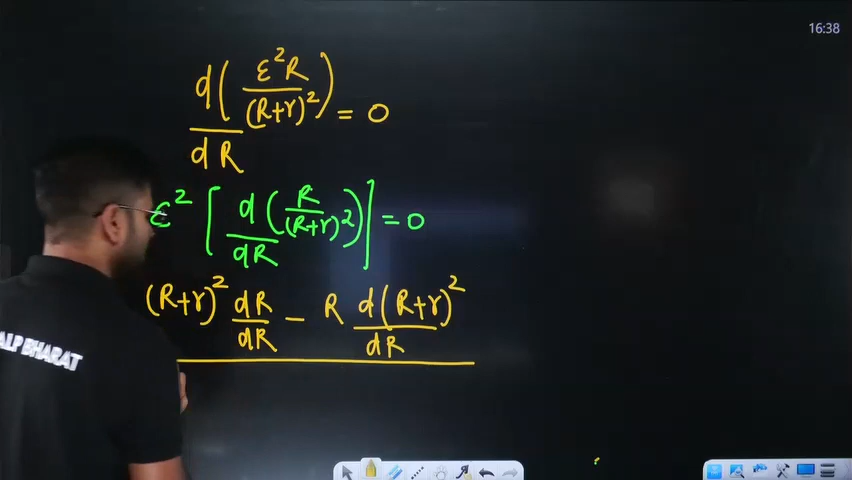 16:38
d/dR (ε²R/(R+r)²) = 0
ε² [d/dR (R/(R+r)²)] = 0
(R+r)² dR/dR – R d(R+r)²/dR
ALP BHARAT